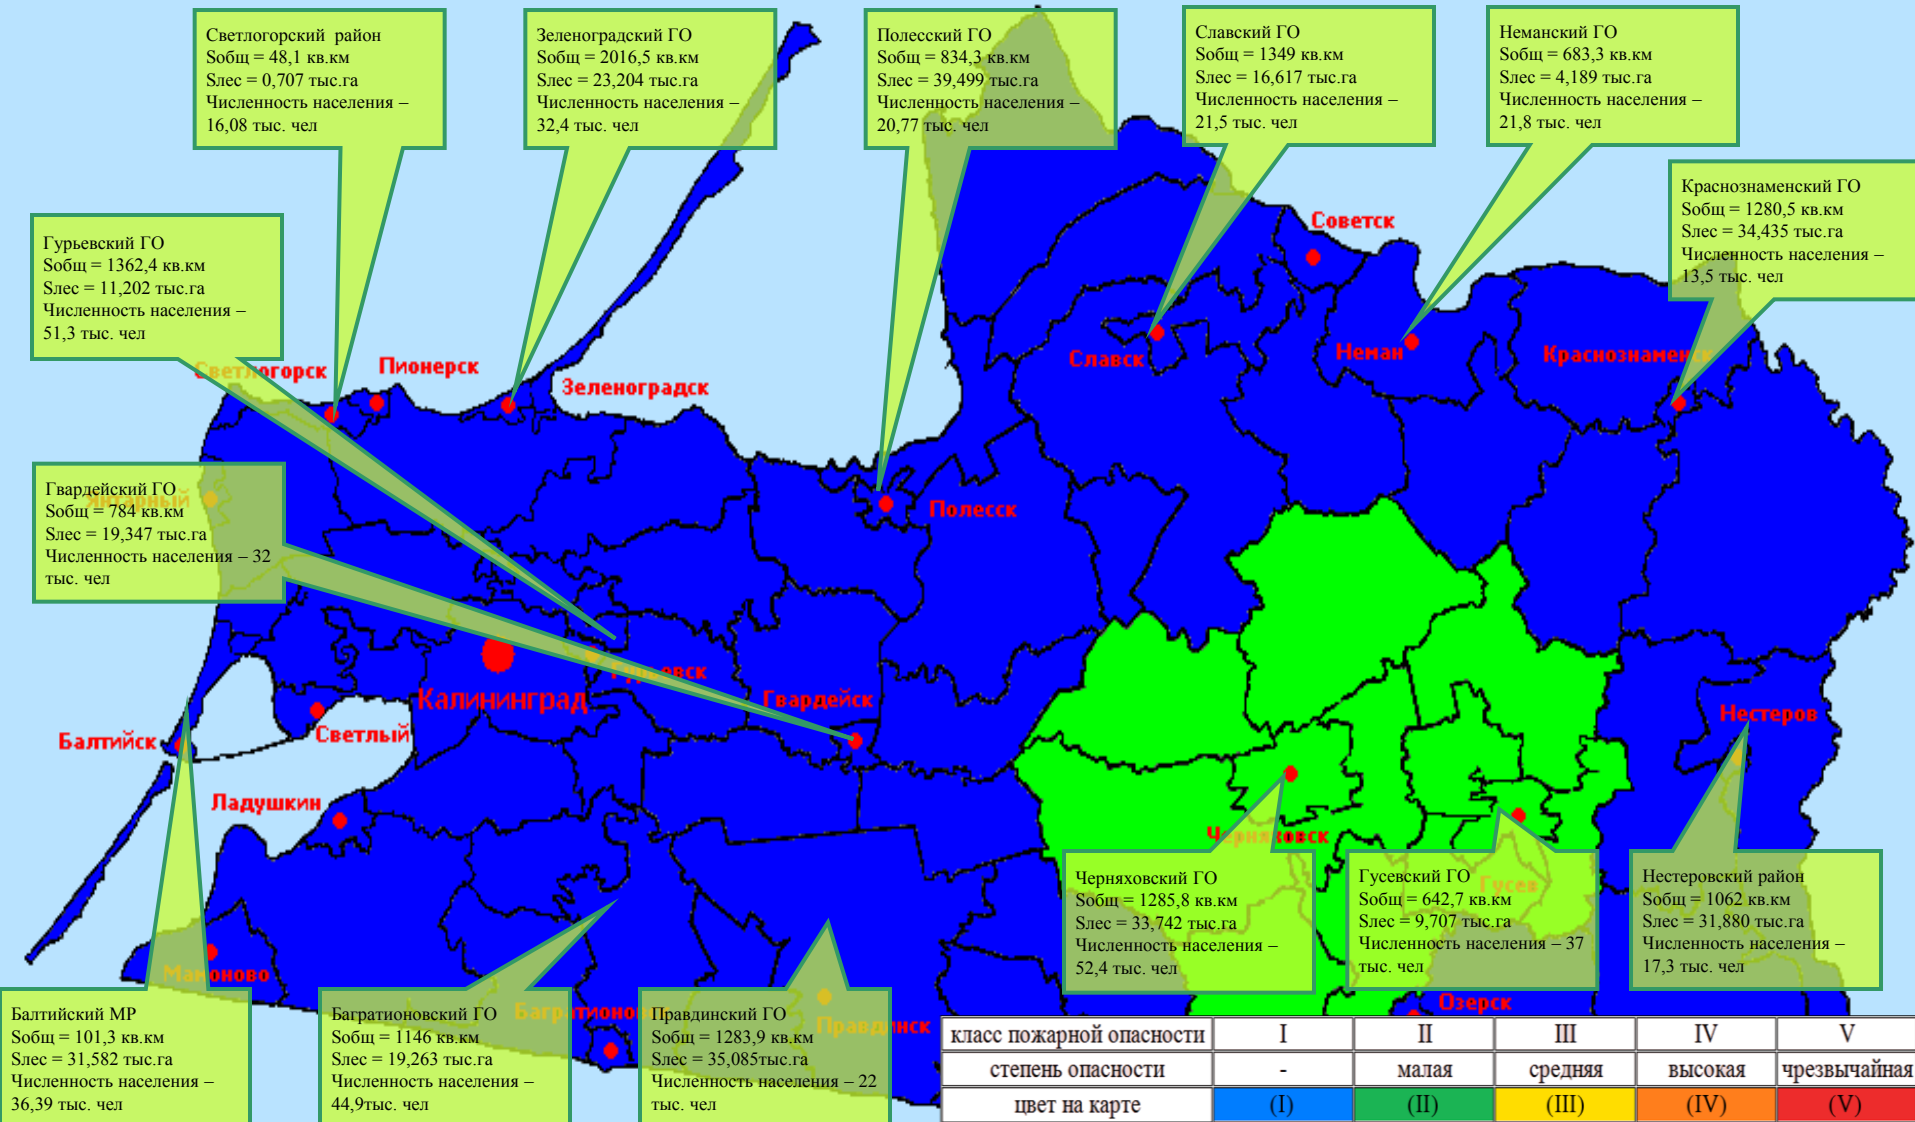 Светлогорский район
Sобщ = 48,1 кв.км
Sлес = 0,707 тыс.га
Численность населения –
16,08 тыс. чел
Зеленоградский ГО
Sобщ = 2016,5 кв.км
Sлес = 23,204 тыс.га
Численность населения –
32,4 тыс. чел
Полесский ГО
Sобщ = 834,3 кв.км
Sлес = 39,499 тыс.га
Численность населения –
20,77 тыс. чел
Славский ГО
Sобщ = 1349 кв.км
Sлес = 16,617 тыс.га
Численность населения –
21,5 тыс. чел
Неманский ГО
Sобщ = 683,3 кв.км
Sлес = 4,189 тыс.га
Численность населения –
21,8 тыс. чел
Краснознаменский ГО
Sобщ = 1280,5 кв.км
Sлес = 34,435 тыс.га
Численность населения –
13,5 тыс. чел
Гурьевский ГО
Sобщ = 1362,4 кв.км
Sлес = 11,202 тыс.га
Численность населения –
51,3 тыс. чел
Советск
Славск
Неман
Краснознаменск
Светлогорск
Пионерск
Зеленоградск
Гвардейский ГО
Sобщ = 784 кв.км
Sлес = 19,347 тыс.га
Численность населения – 32
тыс. чел
Янтарный
Полесск
Гурьевск
Калининград
Гвардейск
Нестеров
Балтийск
Светлый
Ладушкин
Черняховск
Гусев
Мамоново
Озерск
Багратионовск
Правдинск
Черняховский ГО
Sобщ = 1285,8 кв.км
Sлес = 33,742 тыс.га
Численность населения –
52,4 тыс. чел
Гусевский ГО
Sобщ = 642,7 кв.км
Sлес = 9,707 тыс.га
Численность населения – 37
тыс. чел
Нестеровский район
Sобщ = 1062 кв.км
Sлес = 31,880 тыс.га
Численность населения –
17,3 тыс. чел
Балтийский МР
Sобщ = 101,3 кв.км
Sлес = 31,582 тыс.га
Численность населения –
36,39 тыс. чел
Багратионовский ГО
Sобщ = 1146 кв.км
Sлес = 19,263 тыс.га
Численность населения –
44,9тыс. чел
Правдинский ГО
Sобщ = 1283,9 кв.км
Sлес = 35,085тыс.га
Численность населения – 22
тыс. чел
класс пожарной опасности I II III IV V
степень опасности - малая средняя высокая чрезвычайная
цвет на карте (I) (II) (III) (IV) (V)